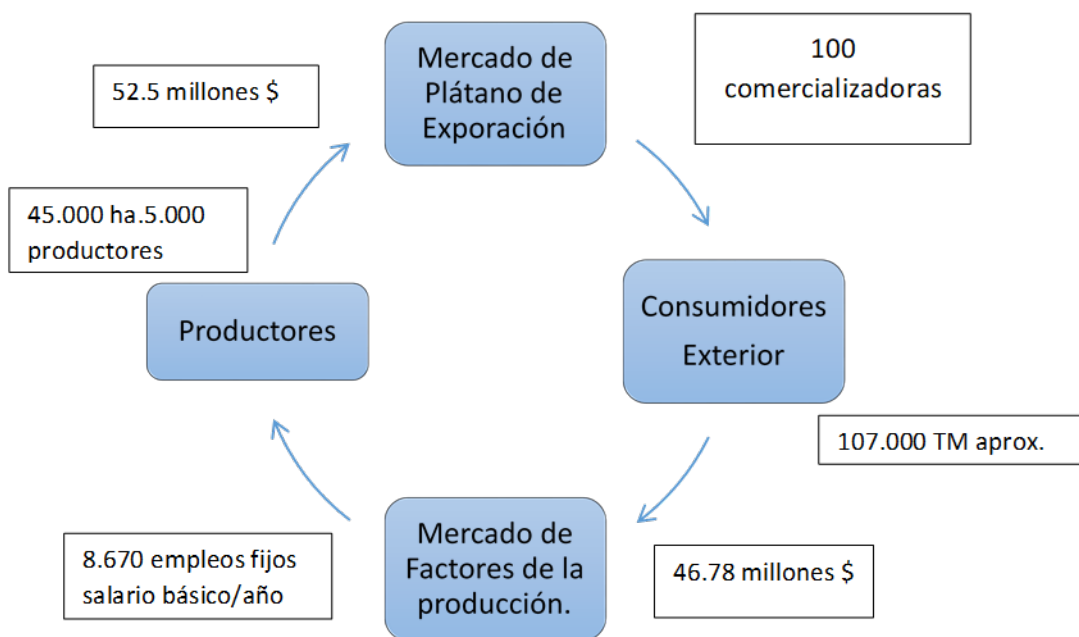 Mercado de
Plátano de
Exporación
100
comercializadoras
52.5 millones $
45.000 ha.5.000
productores
Productores
Consumidores
Exterior
107.000 TM aprox.
Mercado de
Factores de la
producción.
8.670 empleos fijos
salario básico/año
46.78 millones $